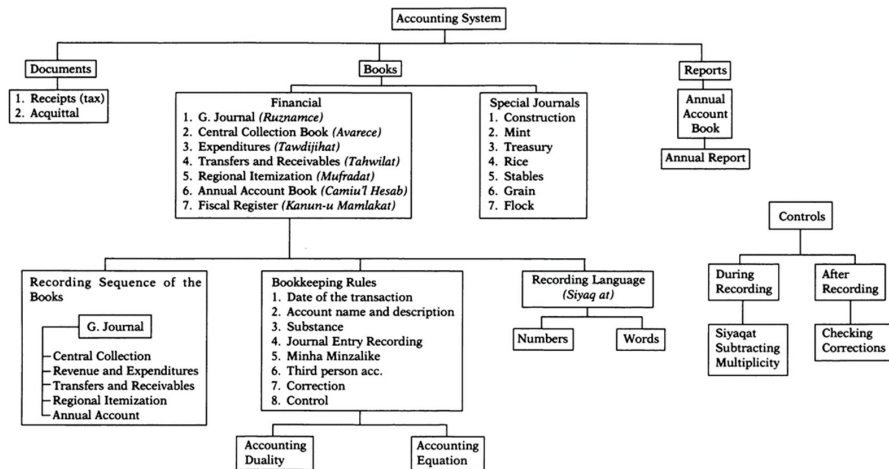 Accounting System
Documents
1. Receipts (tax)
2. Acquittal
Books
Financial
1. G. Journal (Ruznamce)
2. Central Collection Book (Avarece)
3. Expenditures (Tawdijihat)
4. Transfers and Receivables (Tahwilat)
5. Regional Itemization (Mufradat)
6. Annual Account Book (Camiu'l Hesab)
7. Fiscal Register (Kanun-u Mamlakat)
Special Journals
1. Construction
2. Mint
3. Treasury
4. Rice
5. Stables
6. Grain
7. Flock
Reports
Annual
Account
Book
Annual Report
Recording Sequence of the
Books
G. Journal
Central Collection
Revenue and Expenditures
Transfers and Receivables
Regional Itemization
Annual Account
Bookkeeping Rules
1. Date of the transaction
2. Account name and description
3. Substance
4. Journal Entry Recording
5. Minha Minzalike
6. Third person acc.
7. Correction
8. Control
Accounting
Duality
Accounting
Equation
Recording Language
(Siyaq at)
Numbers
Words
Controls
During
Recording
Siyaqat
Subtracting
Multiplicity
After
Recording
Checking
Corrections